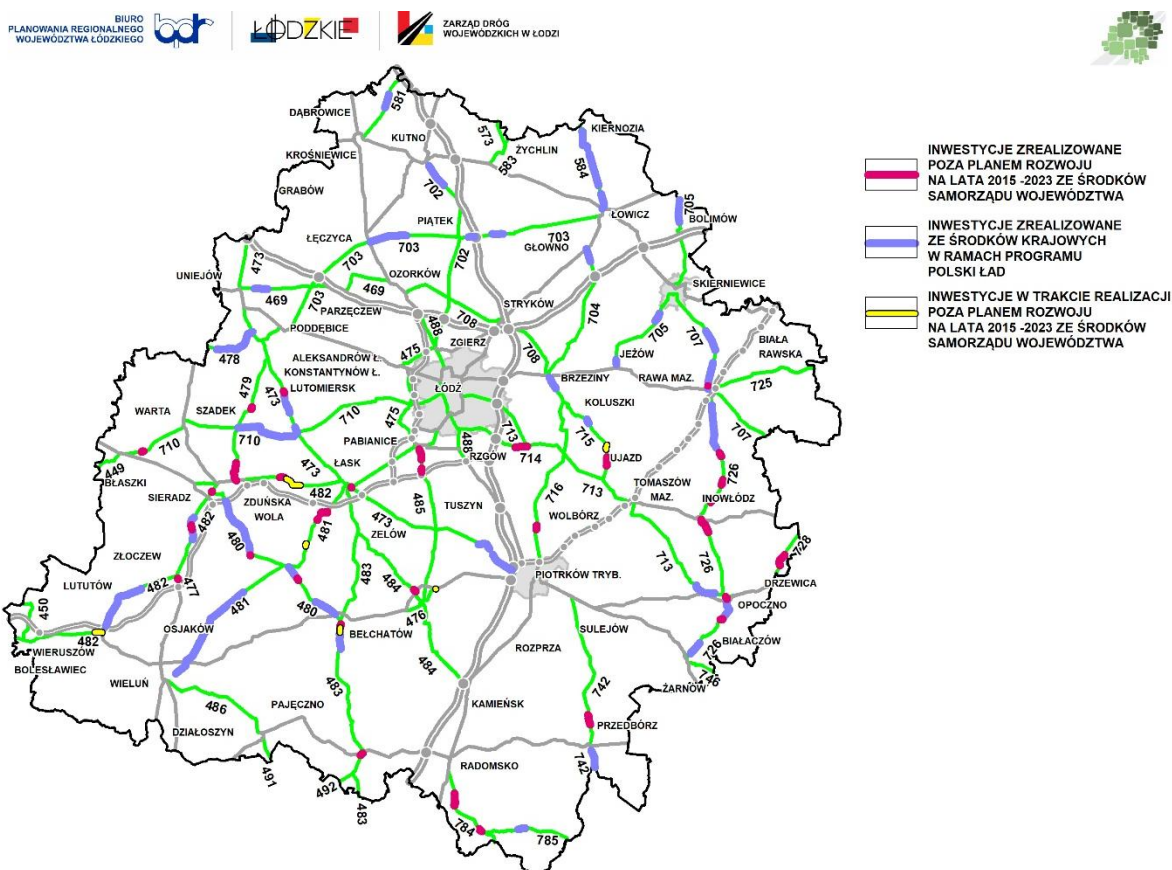 BIURO
PLANOWANIA REGIONALNEGO
WOJEWÓDZTWA ŁÓDZKIEGO
bpr
ŁÓDZKIE
ZARZĄD DRÓG
WOJEWÓDZKICH W ŁODZI
INWESTYCJE ZREALIZOWANE
POZA PLANEM ROZWOJU
NA LATA 2015 -2023 ZE ŚRODKÓW
SAMORZĄDU WOJEWÓDZTWA
INWESTYCJE ZREALIZOWANE
ZE ŚRODKÓW KRAJOWYCH
W RAMACH PROGRAMU
POLSKI ŁAD
INWESTYCJE W TRAKCIE REALIZACJI
POZA PLANEM ROZWOJU
NA LATA 2015 -2023 ZE ŚRODKÓW
SAMORZĄDU WOJEWÓDZTWA
581
DĄBROWICE
573
KIERNOZIA
KUTNO
ŻYCHLIN
KROŚNIEWICE
583
584
702
GRABÓW
705
ŁOWICZ
BOLIMÓW
PIĄTEK
ŁĘCZYCA
703
703
GŁOWNO
473
703
702
UNIEJÓW
OZORKÓW
469
469
SKIERNIEWICE
703
PARZĘCZEW
STRYKÓW
704
708
PODDĘBICE
486
705
707
BIAŁA
RAWSKA
ZGIERZ
708
478
475
JEŻÓW
ALEKSANDRÓW Ł.
KONSTANTYNÓW Ł.
RAWA MAZ.
BRZEZINY
725
LUTOMIERSK
ŁÓDŹ
479
473
KOLUSZKI
WARTA
SZADEK
710
475
707
715
710
713
710
PABIANICE
488
714
UJAZD
RZGÓW
449
BŁASZKI
ŁASK
473
726
TOMASZÓW
MAZ.
SIERADZ
482
713
INOWŁÓDZ
ZDUŃSKA
WOLA
485
TUSZYN
716
482
481
473
WOLBÓRZ
480
ZELÓW
728
ZŁOCZEW
483
713
726
LUTUTÓW
482
477
484
PIOTRKÓW TRYB.
DRZEWICA
450
481
480
OPOCZNO
476
482
OSJAKÓW
BEŁCHATÓW
SULEJÓW
BIAŁACZÓW
WIERUSZÓW
726
BOLESŁAWIEC
ROZPRZA
484
746
WIELUŃ
483
ŻARNÓW
742
486
PAJĘCZNO
KAMIEŃSK
PRZEDBÓRZ
DZIAŁOSZYN
742
RADOMSKO
491
492
483
784
785